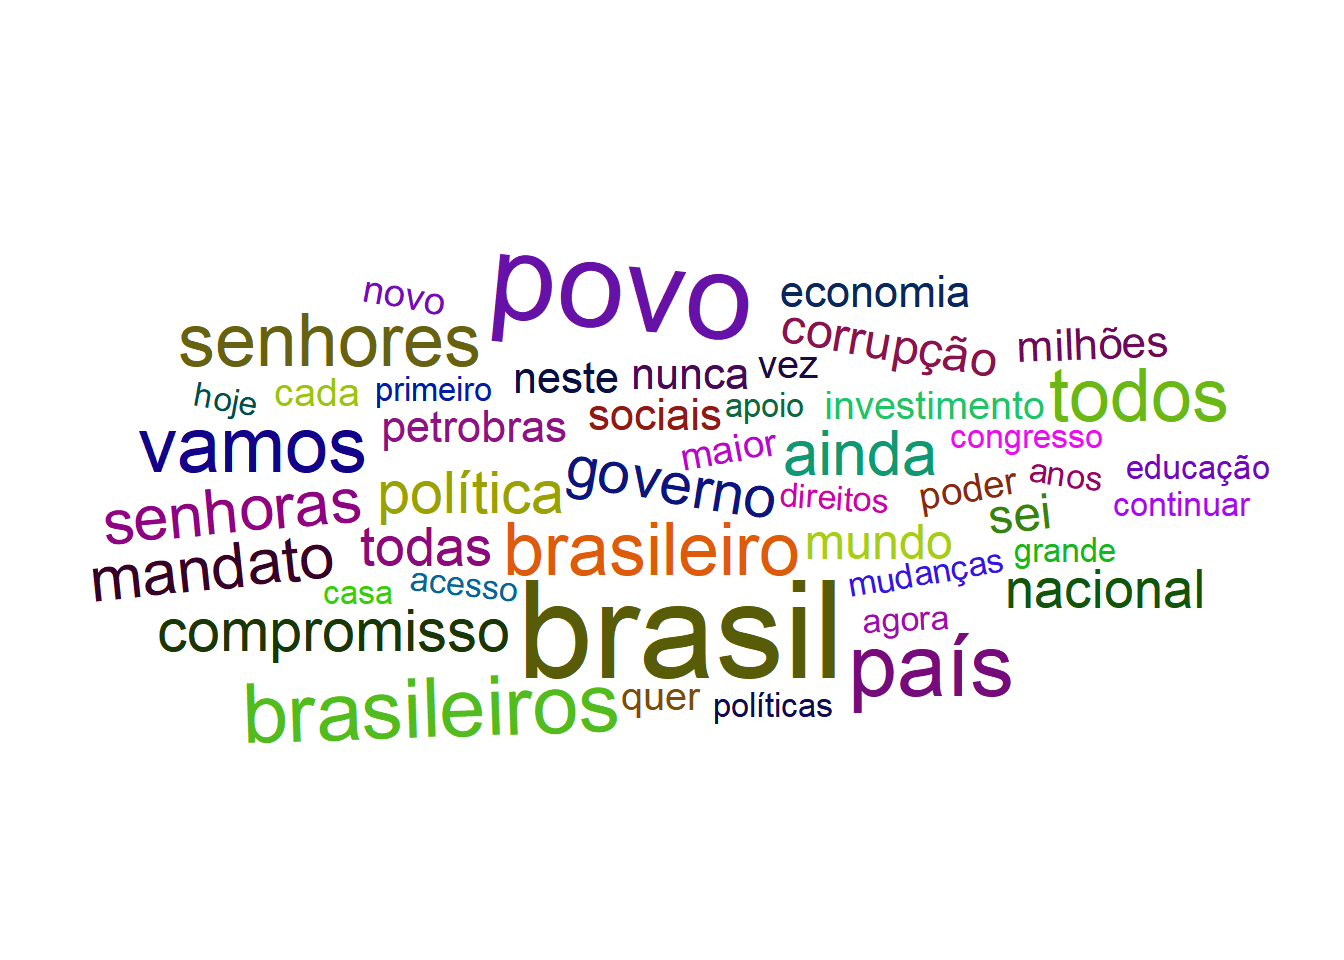 povo
novo
economia
senhores
corrupção
milhões
hoje
cada
primeiro
neste
nunca
vez
todos
petrobras
sociais
apoio
investimento
vamos
maior
ainda
congresso
senhoras
política
governo
direitos
poder
anos
educação
continuar
sei
mandato
todas
brasileiro
mundo
grande
casa
acesso
mudanças
nacional
compromisso
brasil
agora
país
brasileiros
quer
políticas